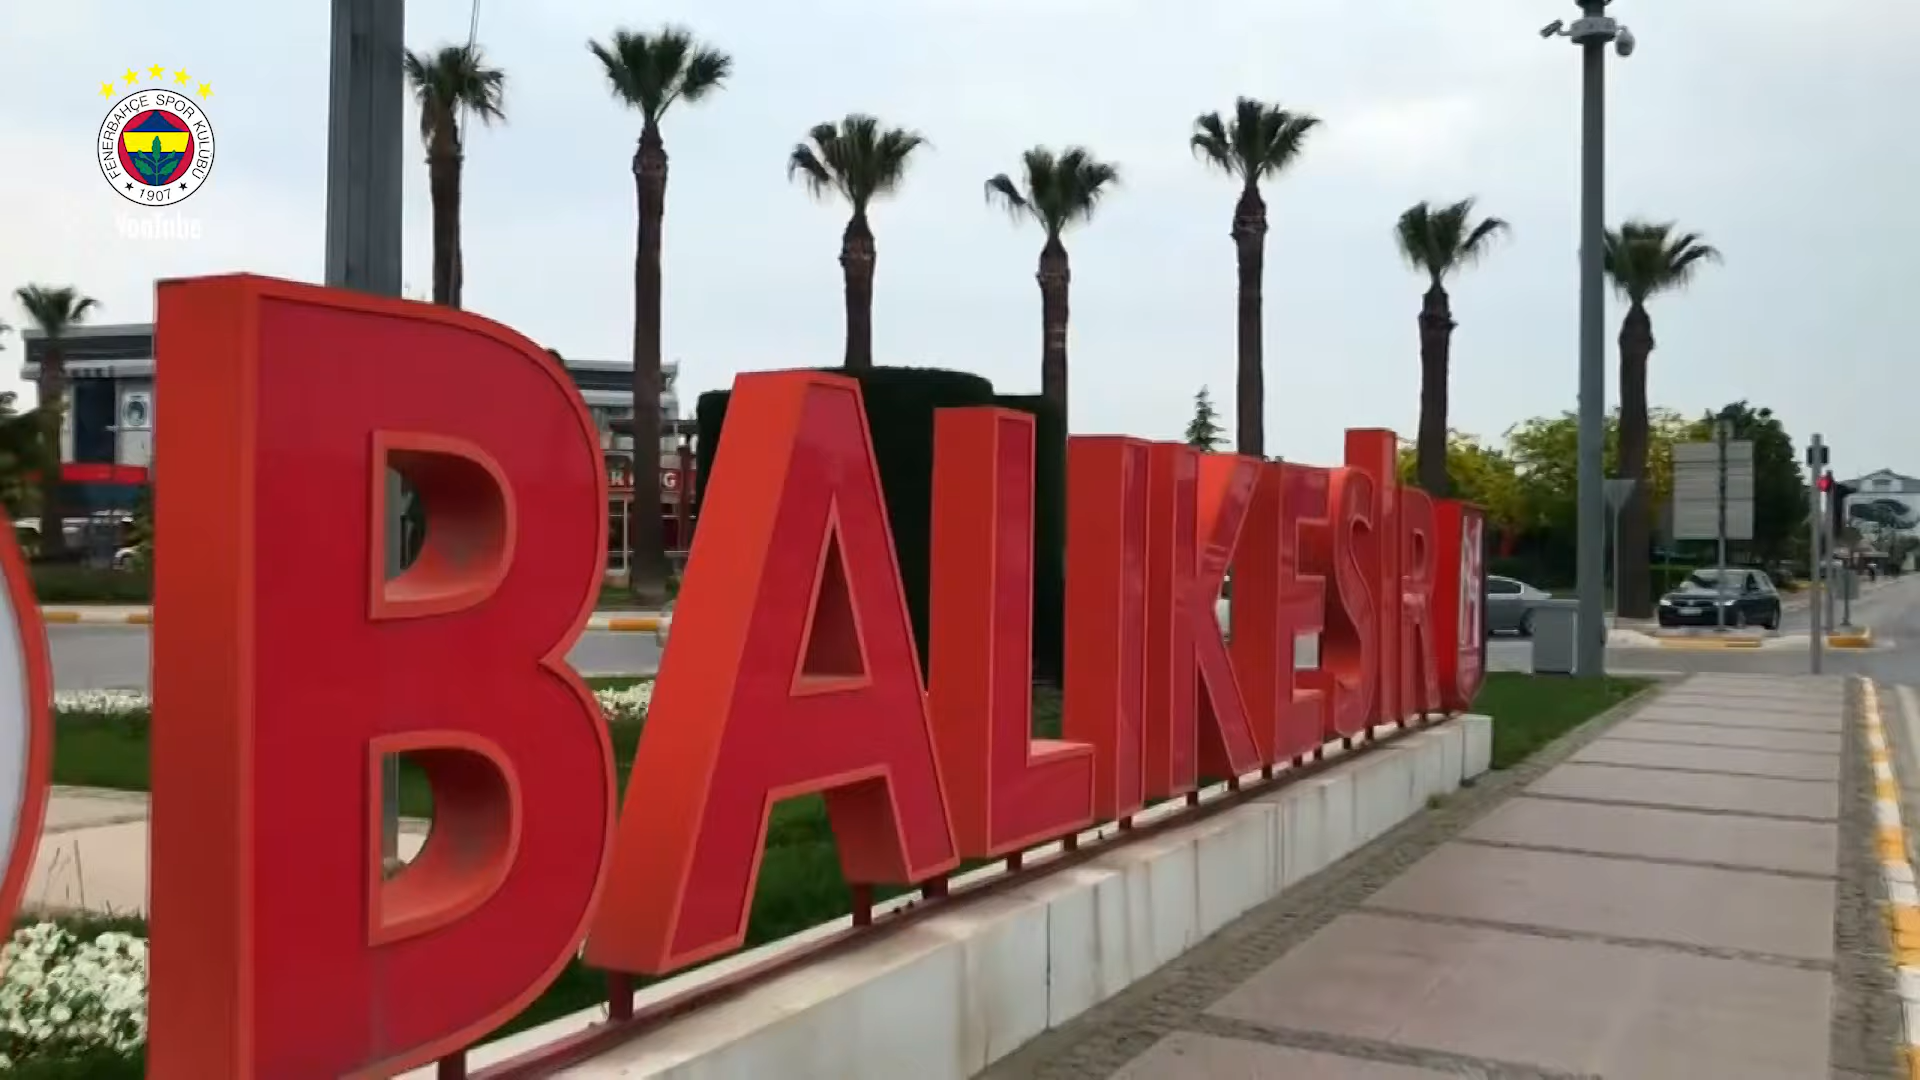 FENERBAHÇE SPOR KULÜBÜ
★ 1907 ★
YouTube
BALIKESİR